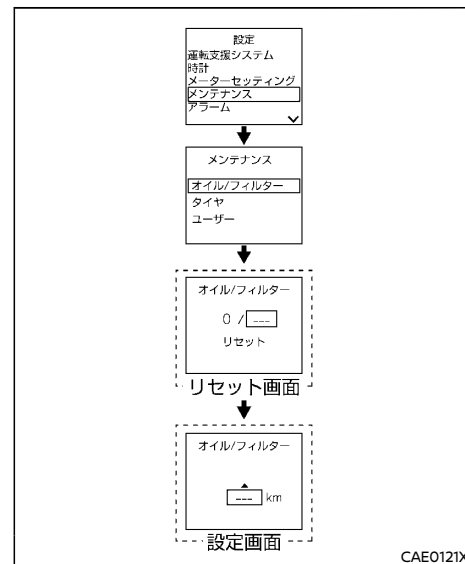 設定
運転支援システム
時計
メーターセッティング
メンテナンス
アラーム
メンテナンス
オイル/フィルター
タイヤ
ユーザー
オイル/フィルター
0 / ---
リセット
リセット画面
オイル/フィルター
--- km
設定画面
CAE0121X